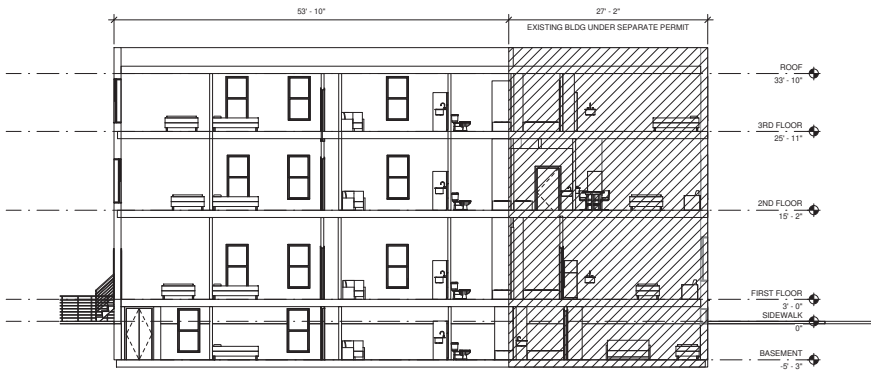 53' - 10"
27' - 2"
EXISTING BLDG UNDER SEPARATE PERMIT
ROOF
33' - 10"
3RD FLOOR
25' - 11"
2ND FLOOR
15' - 2"
FIRST FLOOR
3' - 0"
SIDEWALK
0"
BASEMENT
-5' - 3"